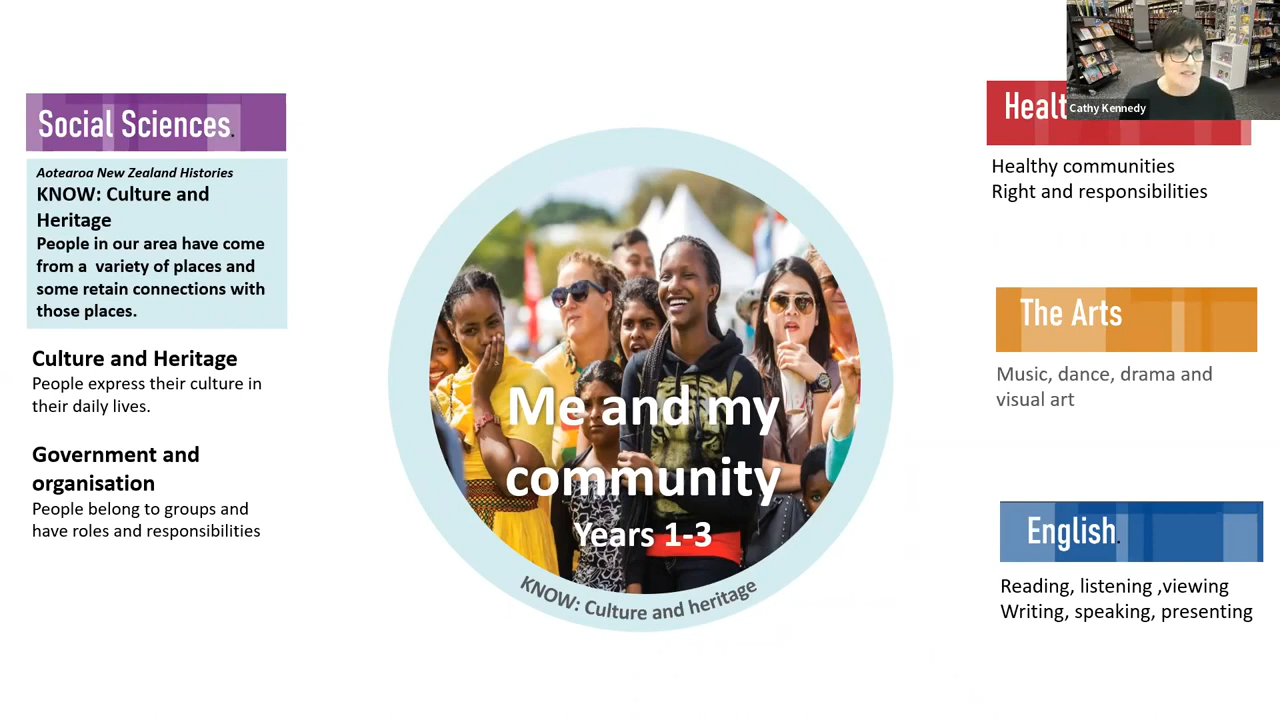 Social Sciences.
Aotearoa New Zealand Histories
KNOW: Culture and
Heritage
People in our area have come
from a variety of places and
some retain connections with
those places.
Culture and Heritage
People express their culture in
their daily lives.
Government and
organisation
People belong to groups and
have roles and responsibilities
Me and my
community
Years 1-3
KNOW: Culture and heritage
Healt
Cathy Kennedy
Healthy communities
Right and responsibilities
The Arts
Music, dance, drama and
visual art
English.
Reading, listening ,viewing
Writing, speaking, presenting